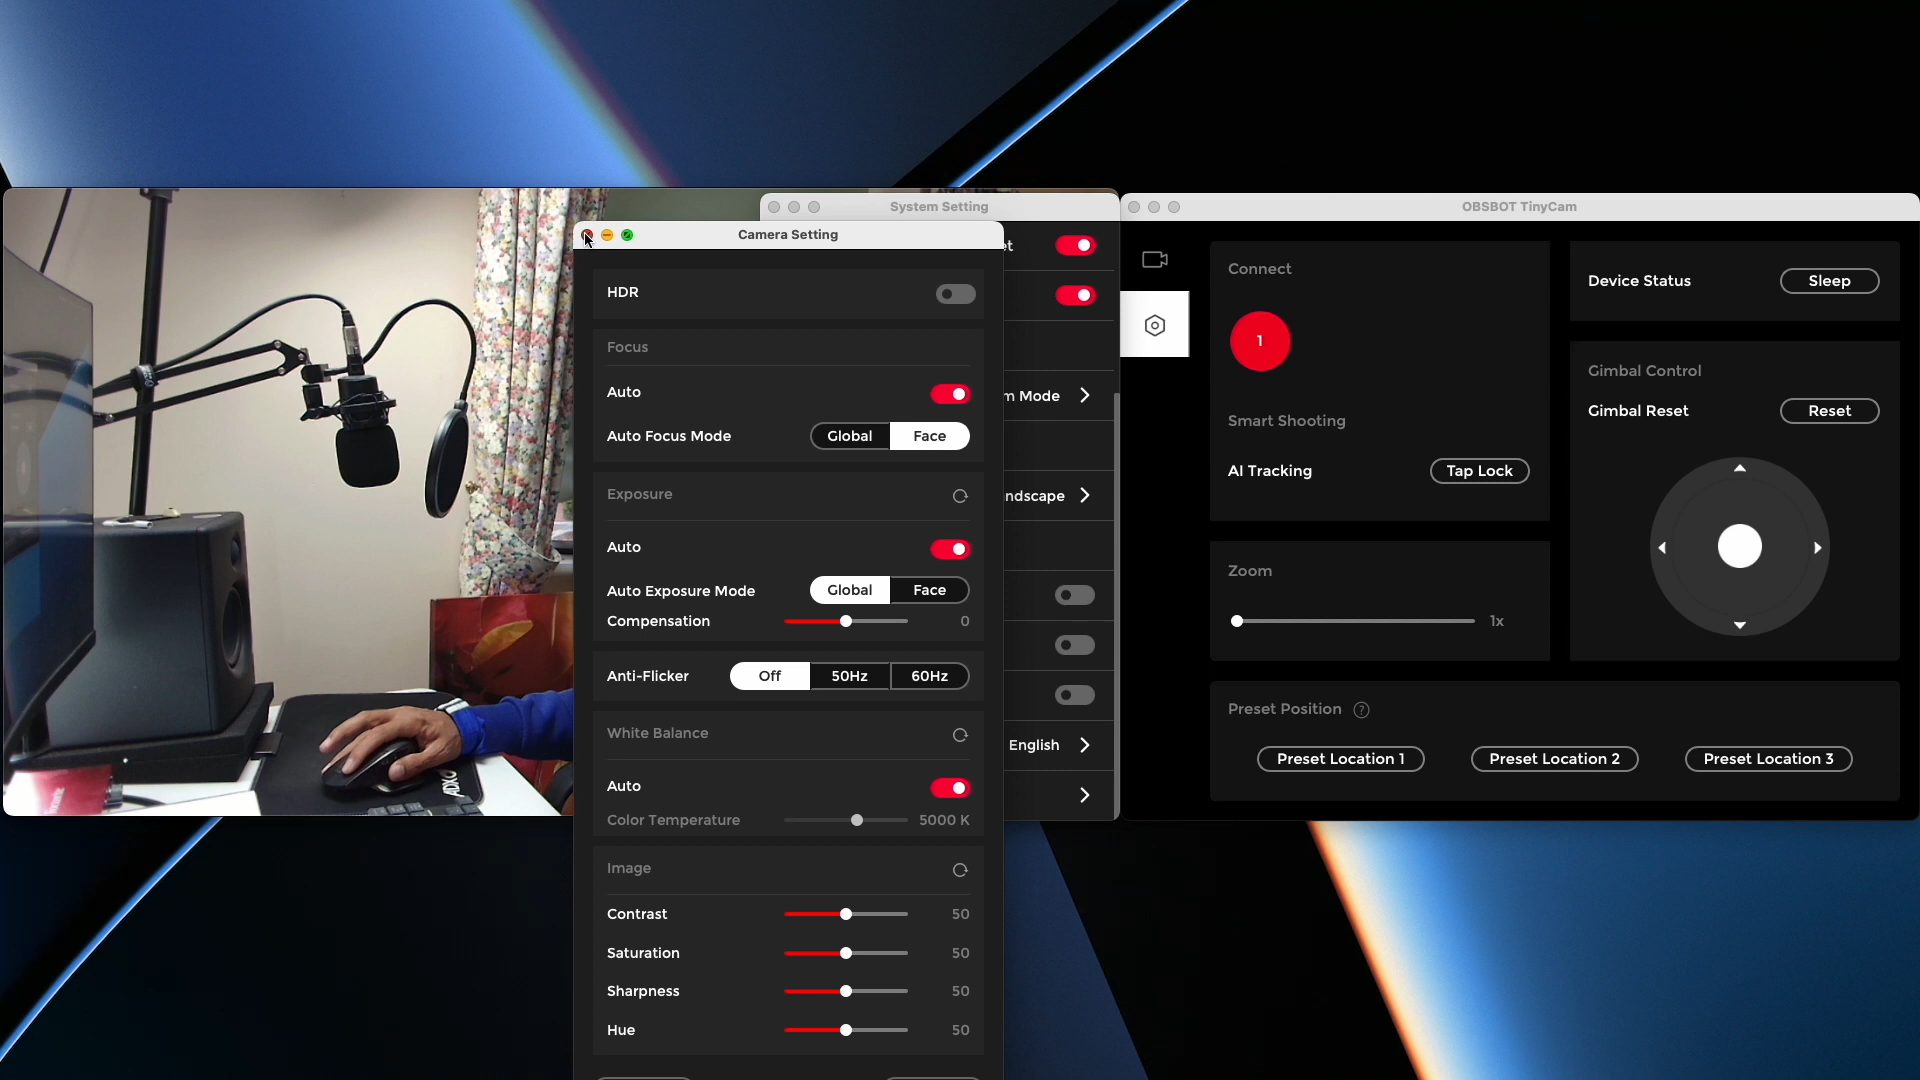 System Setting
OBSBOT TinyCam
Camera Setting
et
HDR
Focus
Auto
Auto Focus Mode
Global
Face
m Mode
Exposure
ndscape
Auto
Auto Exposure Mode
Global
Face
Compensation
0
Anti-Flicker
Off
50Hz
60Hz
White Balance
English
Auto
Color Temperature
5000 K
Image
Contrast
50
Saturation
50
Sharpness
50
Hue
50
Connect
1
Smart Shooting
AI Tracking
Tap Lock
Device Status
Sleep
Gimbal Control
Gimbal Reset
Reset
Zoom
1x
Preset Position
?
Preset Location 1
Preset Location 2
Preset Location 3